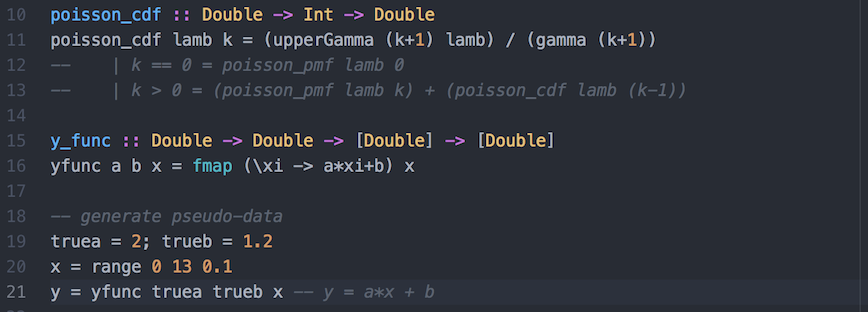 10 poisson_cdf :: Double -> Int -> Double
11 poisson_cdf lamb k = (upperGamma (k+1) lamb) / (gamma (k+1))
12 --    | k == 0 = poisson_pmf lamb 0
13 --    | k > 0 = (poisson_pmf lamb k) + (poisson_cdf lamb (k-1))
14
15 y_func :: Double -> Double -> [Double] -> [Double]
16 yfunc a b x = fmap (\xi -> a*xi+b) x
17
18 -- generate pseudo-data
19 truea = 2; trueb = 1.2
20 x = range 0 13 0.1
21 y = yfunc truea trueb x -- y = a*x + b